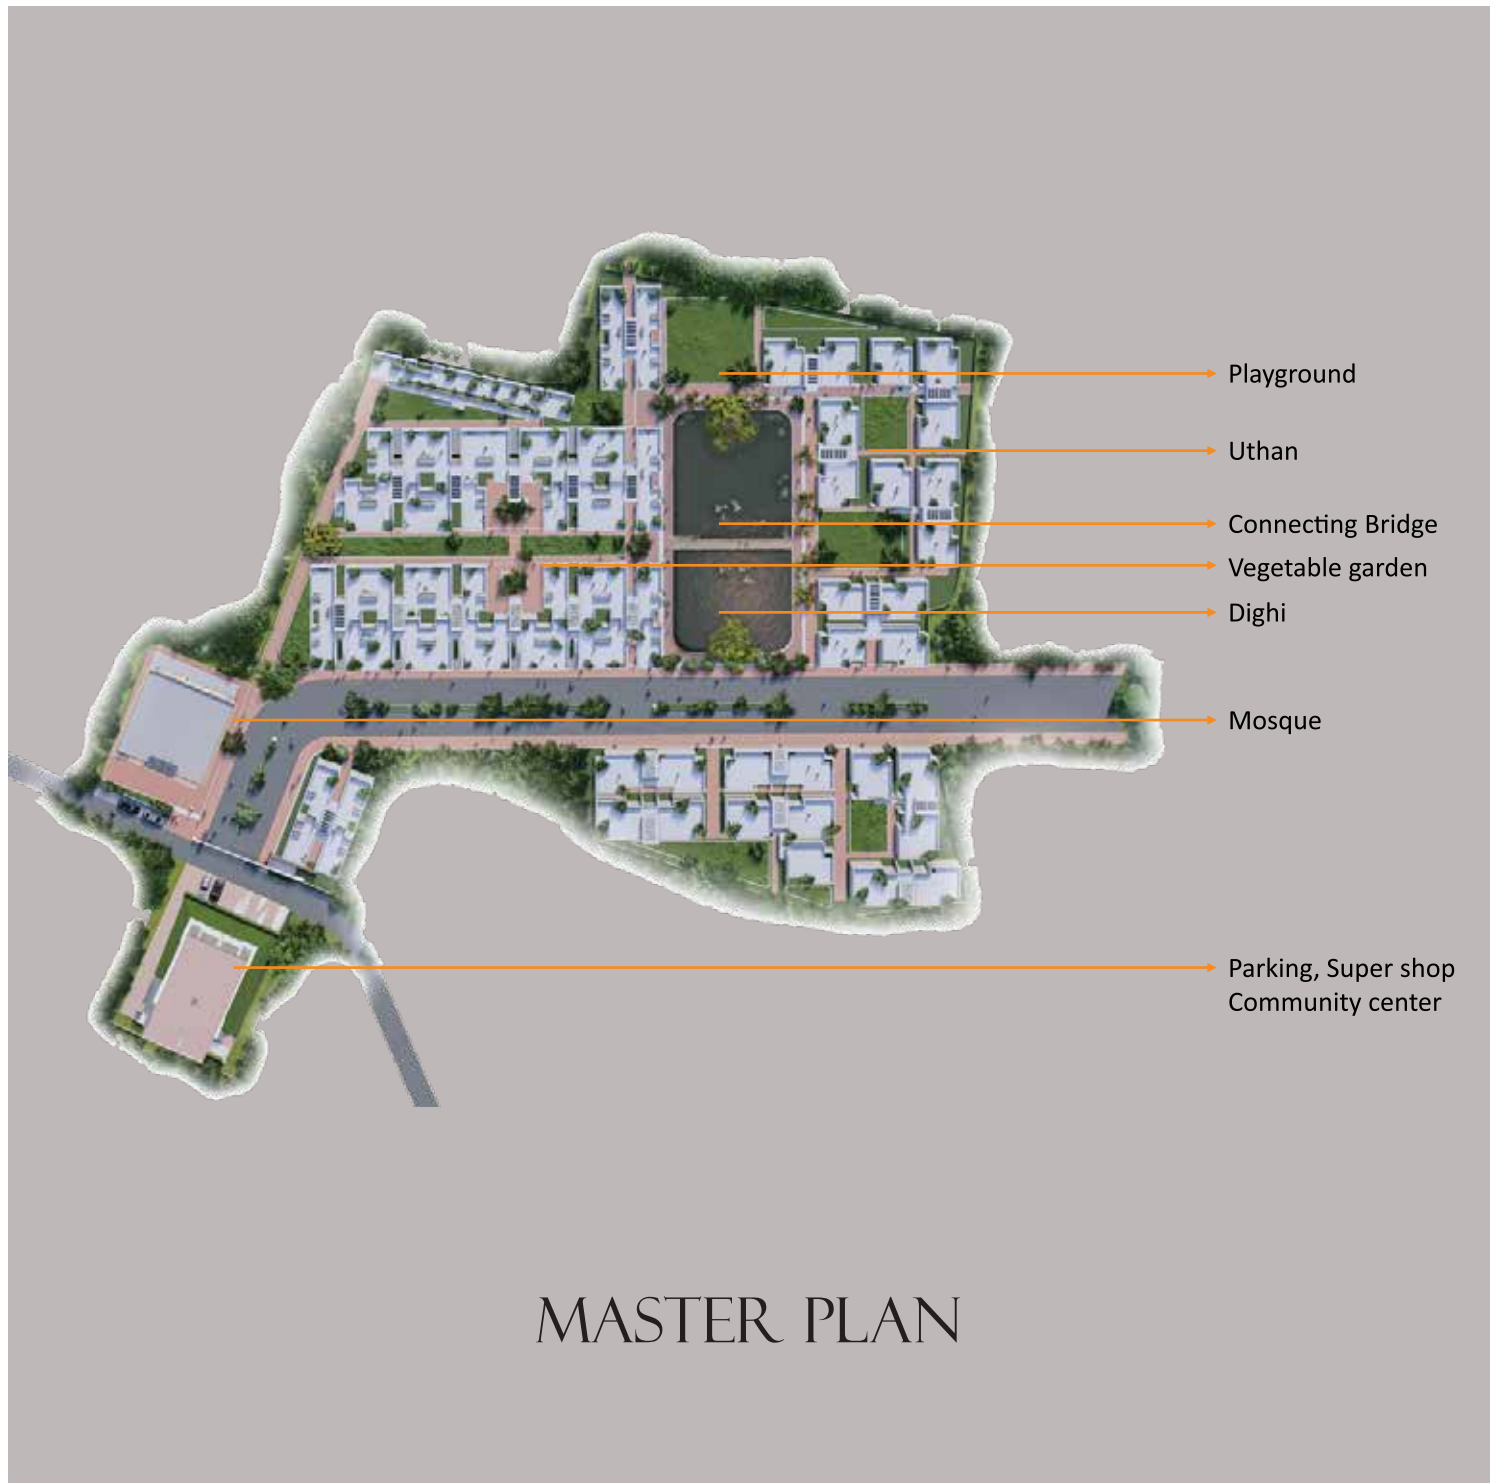 Playground
Uthan
Connecting Bridge
Vegetable garden
Dighi
Mosque
Parking, Super shop
Community center
MASTER PLAN